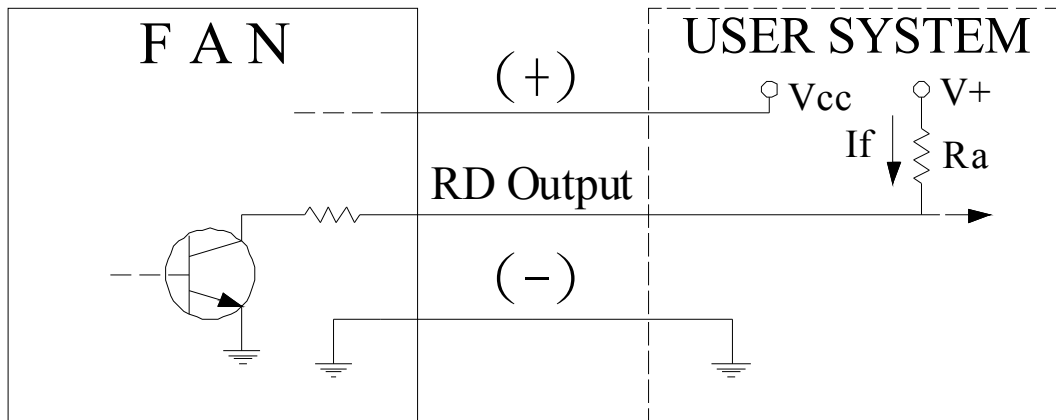 F A N
USER SYSTEM
(+)
Vcc
V+
If
Ra
RD Output
(-)